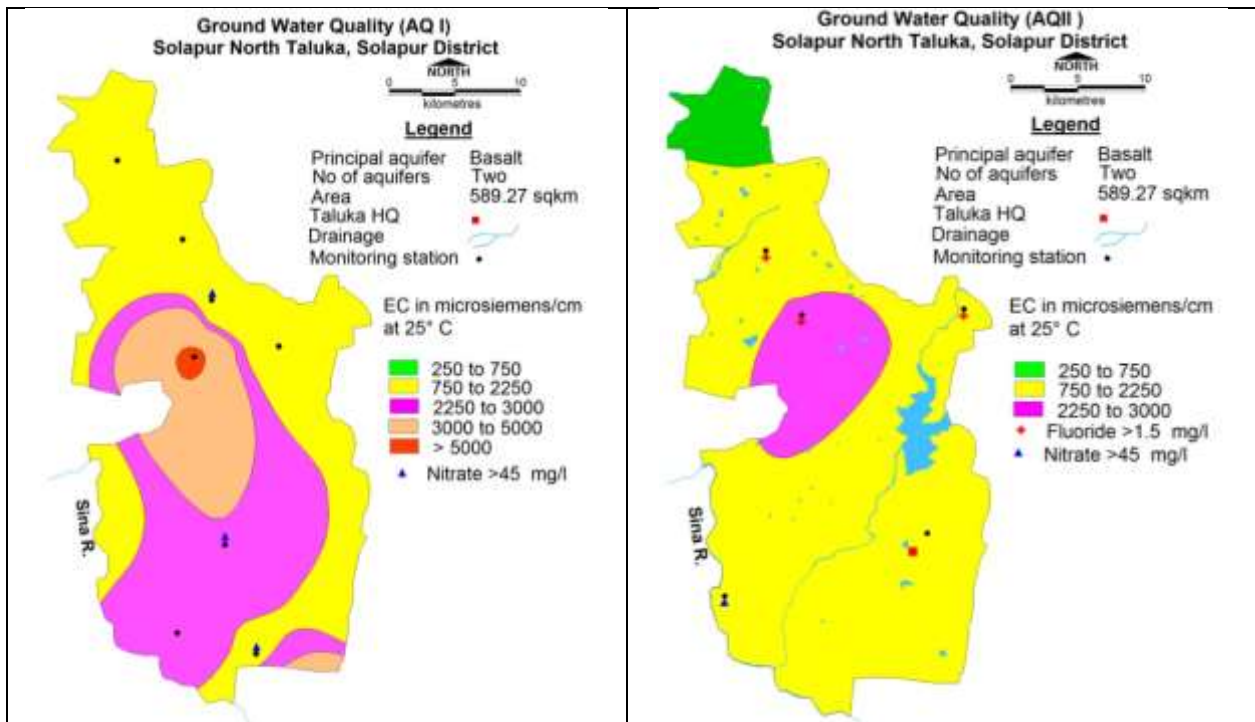 Ground Water Quality (AQ I)
Solapur North Taluka, Solapur District
NORTH
0 5 10
kilometres
Legend
Principal aquifer Basalt
No of aquifers Two
Area 589.27 sqkm
Taluka HQ
Drainage
Monitoring station
EC in microsiemens/cm
at 25° C
250 to 750
750 to 2250
2250 to 3000
3000 to 5000
> 5000
Nitrate >45 mg/l
Sina R.
Ground Water Quality (AQII )
Solapur North Taluka, Solapur District
NORTH
0 5 10
kilometres
Legend
Principal aquifer Basalt
No of aquifers Two
Area 589.27 sqkm
Taluka HQ
Drainage
Monitoring station
EC in microsiemens/cm
at 25° C
250 to 750
750 to 2250
2250 to 3000
Fluoride >1.5 mg/l
Nitrate >45 mg/l
Sina R.